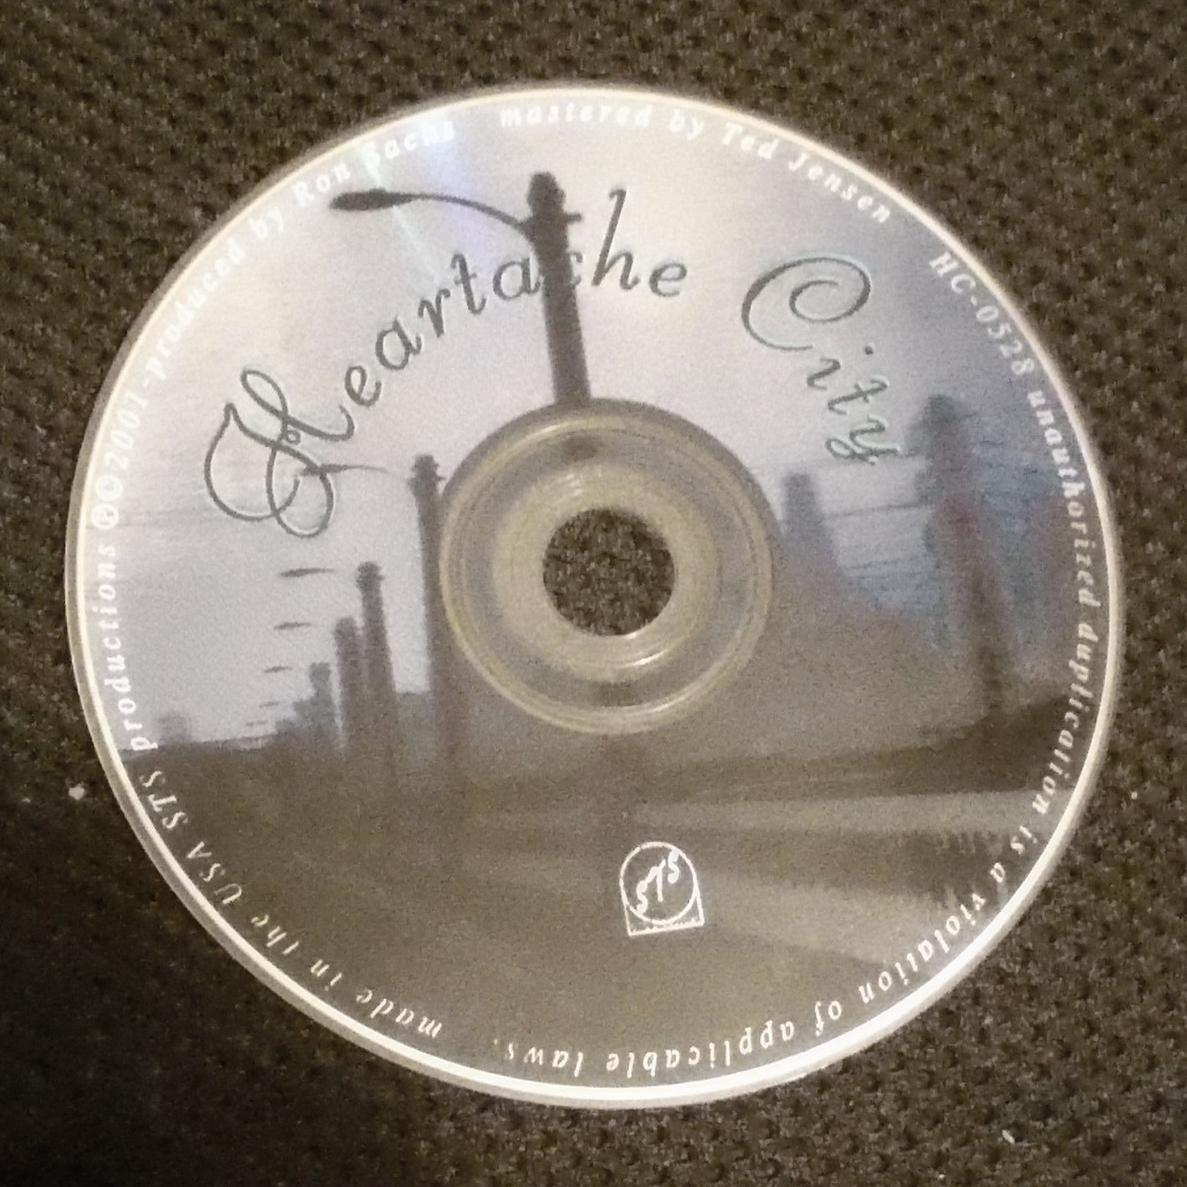 Heartache City
made in the USA STS productions ℗©2001-produced by Ron Sachs mastered by Ted Jensen HC-0528 unauthorized duplication is a violation of applicable laws.
STS